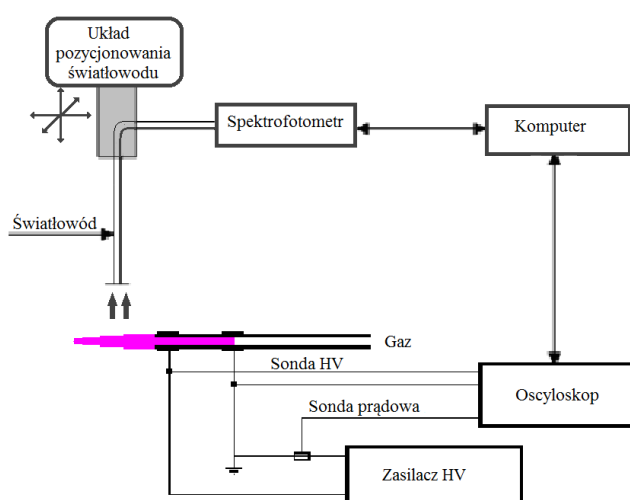 Układ
pozycjonowania
światłowodu
Spektrofotometr
Komputer
Światłowód
Gaz
Sonda HV
Oscyloskop
Sonda prądowa
Zasilacz HV